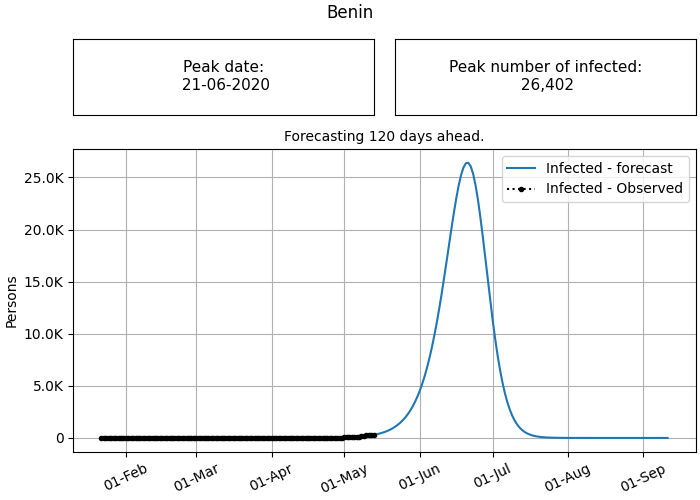 Benin
Peak date:
21-06-2020
Peak number of infected:
26,402
Forecasting 120 days ahead.
Infected - forecast
Infected - Observed
Persons
25.0K
20.0K
15.0K
10.0K
5.0K
0
01-Feb
01-Mar
01-Apr
01-May
01-Jun
01-Jul
01-Aug
01-Sep